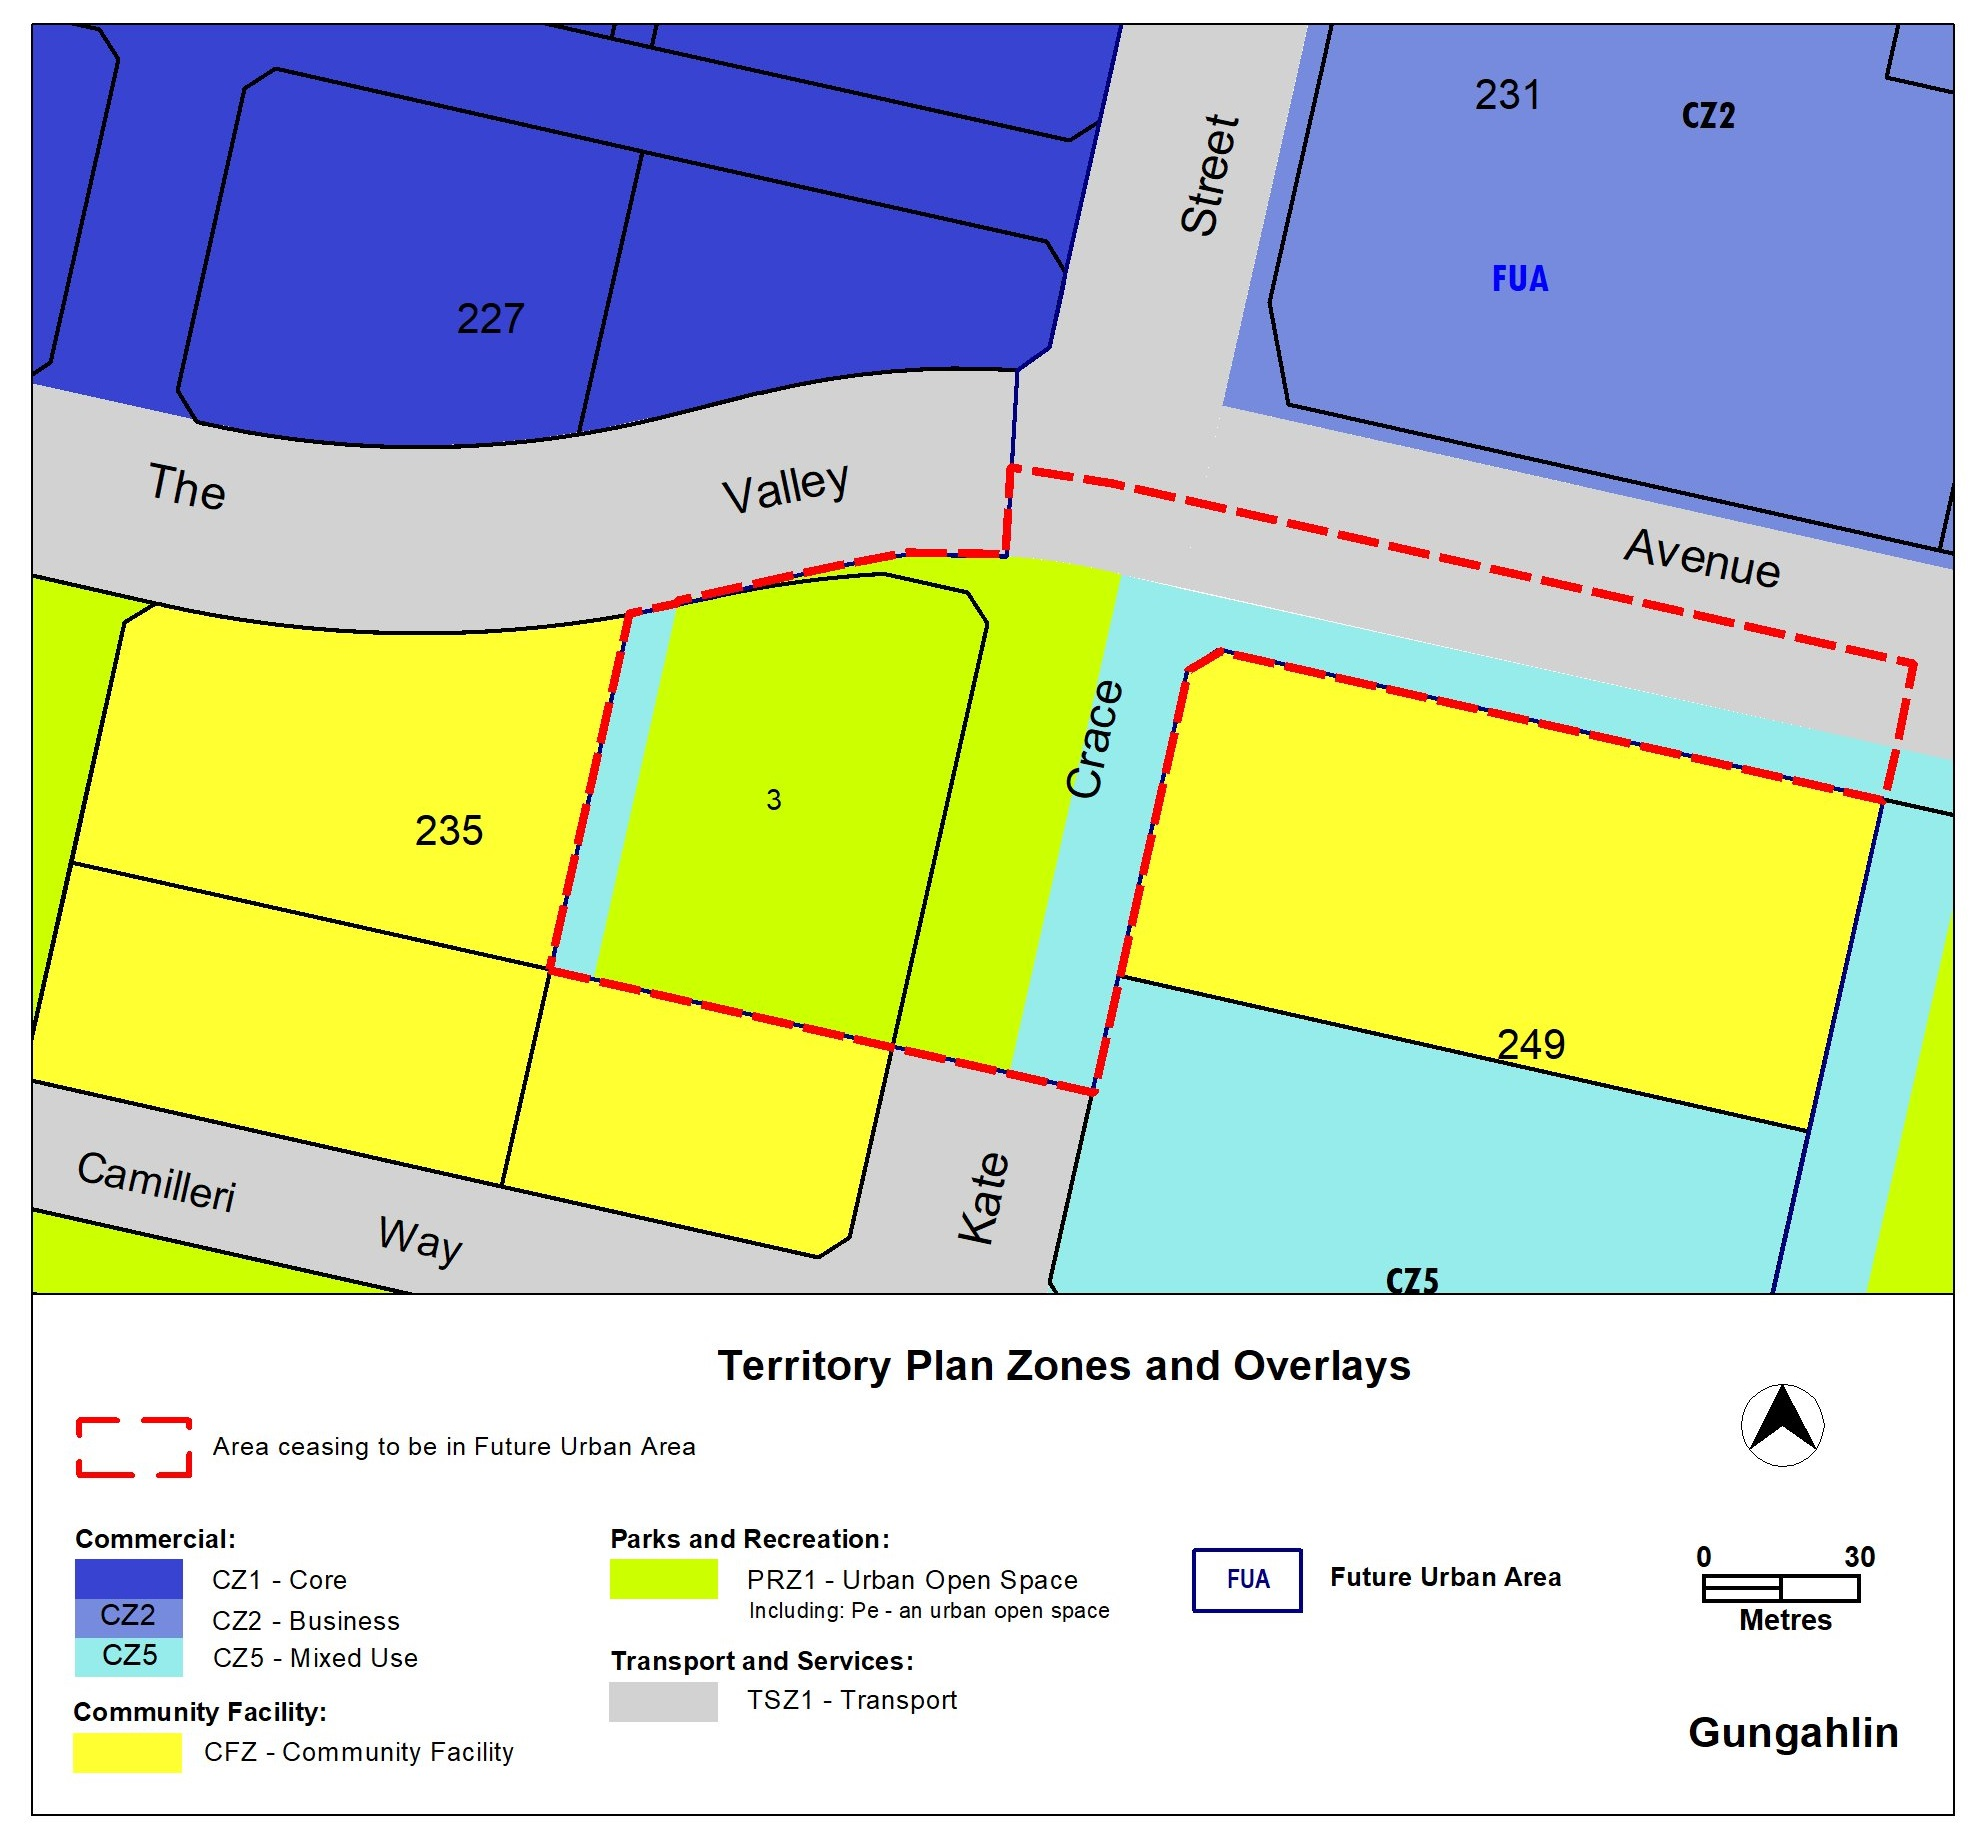 231
CZ2
Street
FUA
227
The
Valley
Avenue
Crace
3
235
249
Kate
Camilleri
Way
CZ5
Territory Plan Zones and Overlays
Area ceasing to be in Future Urban Area
Commercial:
CZ1 - Core
CZ2
CZ2 - Business
CZ5
CZ5 - Mixed Use
Community Facility:
CFZ - Community Facility
Parks and Recreation:
PRZ1 - Urban Open Space
Including: Pe - an urban open space
Transport and Services:
TSZ1 - Transport
FUA
Future Urban Area
0 30
Metres
Gungahlin